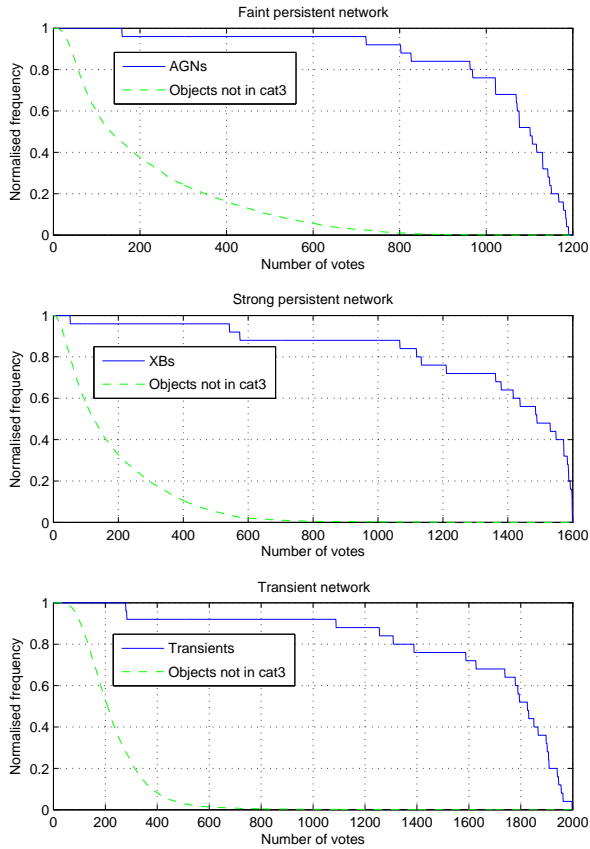 Faint persistent network
Normalised frequency
1
0.8
0.6
0.4
0.2
0
AGNs
Objects not in cat3
0 200 400 600 800 1000 1200
Number of votes
Strong persistent network
Normalised frequency
1
0.8
0.6
0.4
0.2
0
XBs
Objects not in cat3
0 200 400 600 800 1000 1200 1400 1600
Number of votes
Transient network
Normalised frequency
1
0.8
0.6
0.4
0.2
0
Transients
Objects not in cat3
0 200 400 600 800 1000 1200 1400 1600 1800 2000
Number of votes